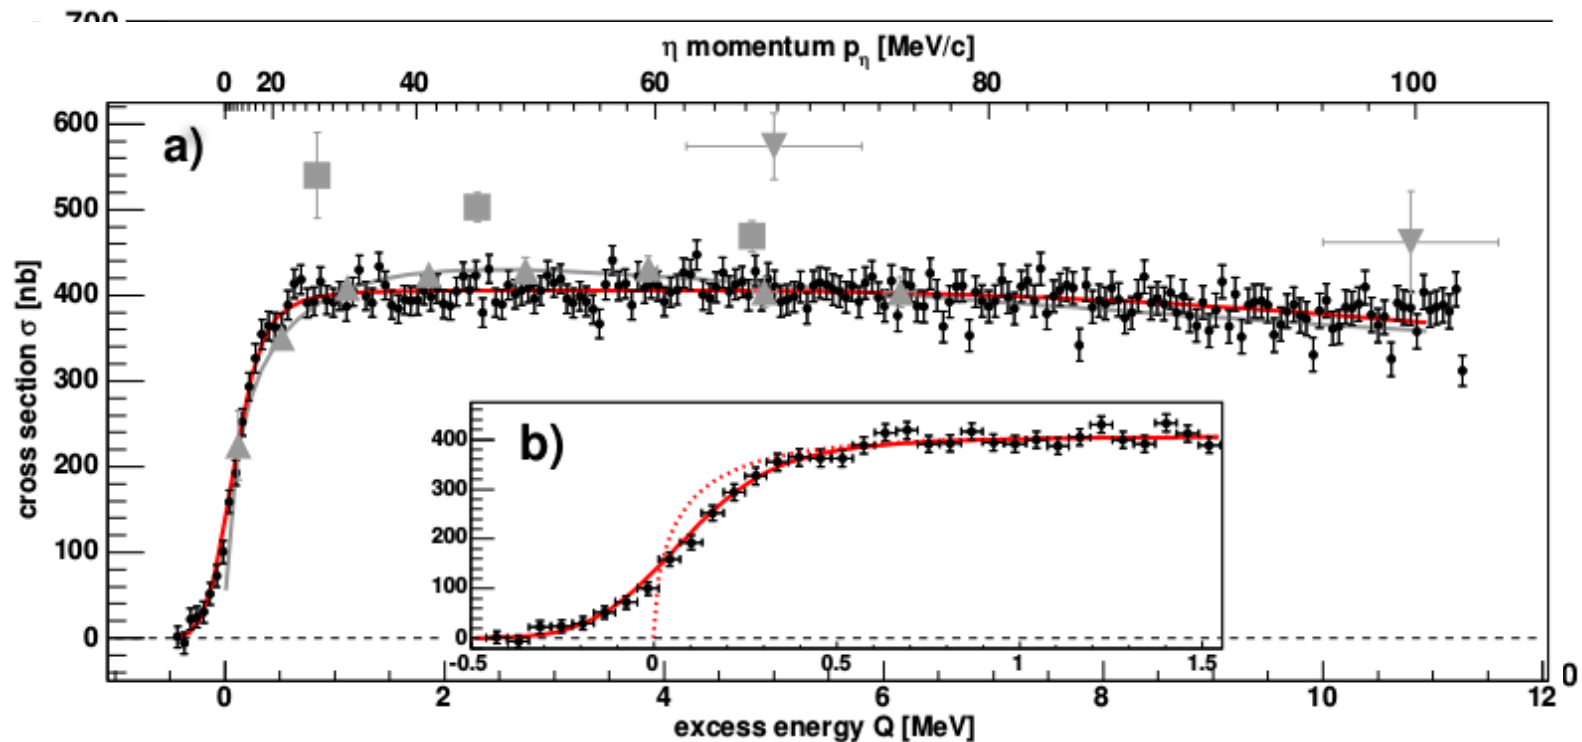 700
η momentum pη [MeV/c]
0 20 40 60 80 100
a)
600
500
400
300
200
100
0
cross section σ [nb]
b)
400
300
200
100
0
-0.5 0 0.5 1 1.5
0 2 4 6 8 10 12
0
excess energy Q [MeV]